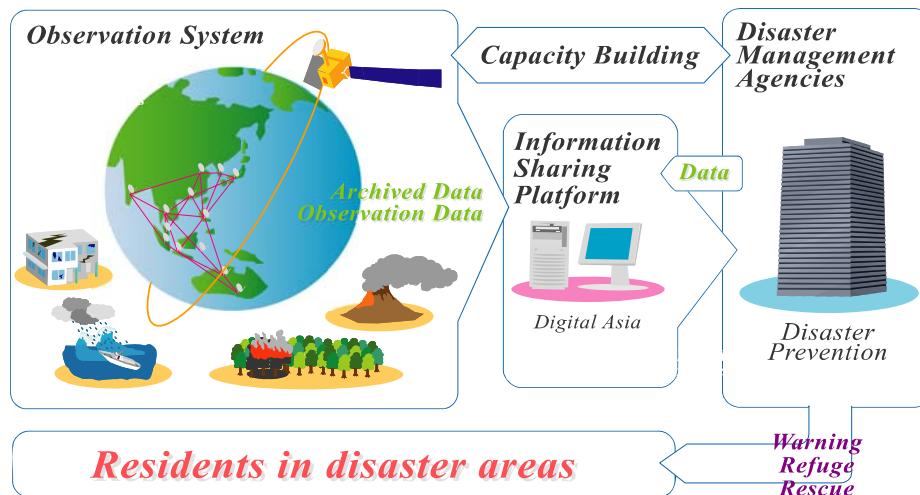 Observation System
Archived Data
Observation Data
Capacity Building
Information
Sharing
Platform
Digital Asia
Data
Disaster
Management
Agencies
Disaster
Prevention
Warning
Refuge
Rescue
Residents in disaster areas